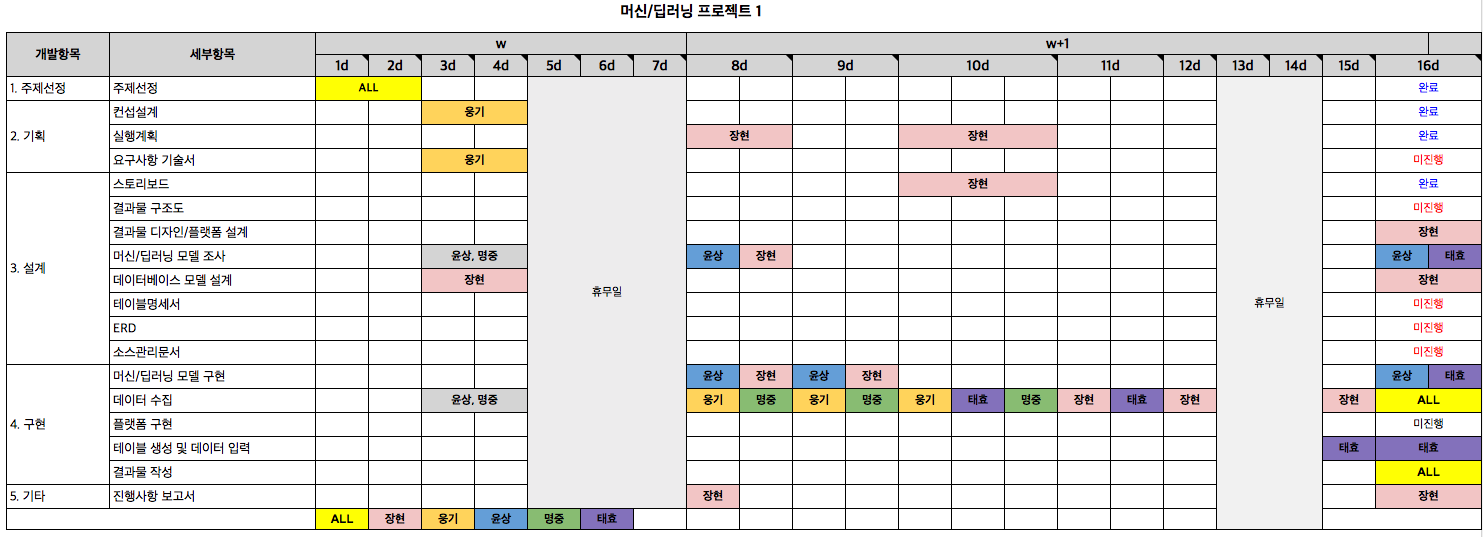 머신/딥러닝 프로젝트 1
개발항목 세부항목 w w+1
1d 2d 3d 4d 5d 6d 7d 8d 9d 10d 11d 12d 13d 14d 15d 16d
1. 주제선정 주제선정 ALL 완료
컨섭설계 웅기 완료
2. 기획 실행계획 장현 장현 완료
요구사항 기술서 웅기 미진행
스토리보드 장현 완료
결과물 구조도 미진행
결과물 디자인/플랫폼 설계 장현
3. 설계 머신/딥러닝 모델 조사 윤상, 명중 윤상 장현 윤상 태효
데이터베이스 모델 설계 장현 장현
휴무일 휴무일
테이블명세서 미진행
ERD 미진행
소스관리문서 미진행
머신/딥러닝 모델 구현 윤상 장현 윤상 장현 윤상 태효
데이터 수집 윤상, 명중 웅기 명중 웅기 명중 웅기 태효 명중 장현 태효 장현 장현 ALL
4. 구현 플랫폼 구현 미진행
테이블 생성 및 데이터 입력 태효 태효
결과물 작성 ALL
5. 기타 진행사항 보고서 장현 장현
ALL 장현 웅기 윤상 명중 태효